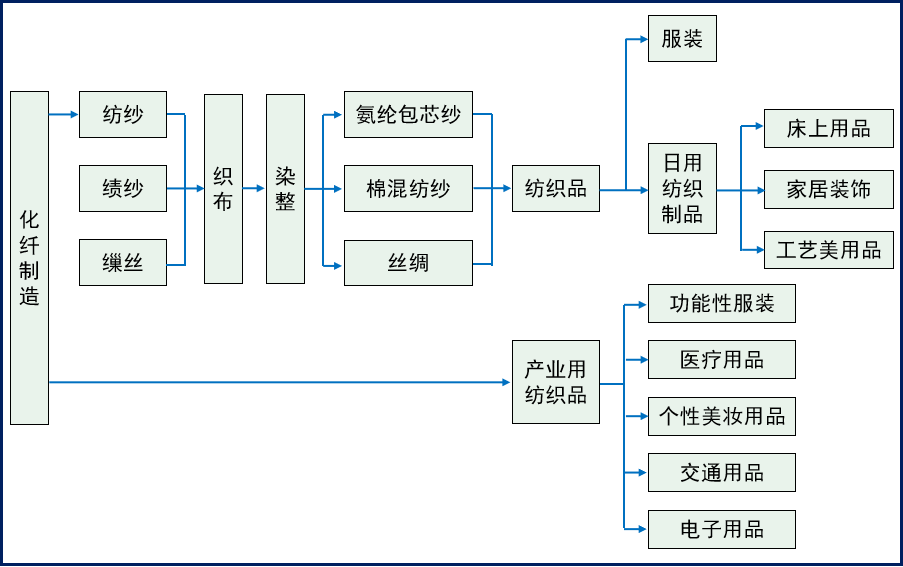 化
纤
制
造
纺纱
绩纱
缫丝
织
布
染
整
氨纶包芯纱
棉混纺纱
丝绸
纺织品
服装
日用
纺织
制品
床上用品
家居装饰
工艺美用品
产业用
纺织品
功能性服装
医疗用品
个性美妆用品
交通用品
电子用品